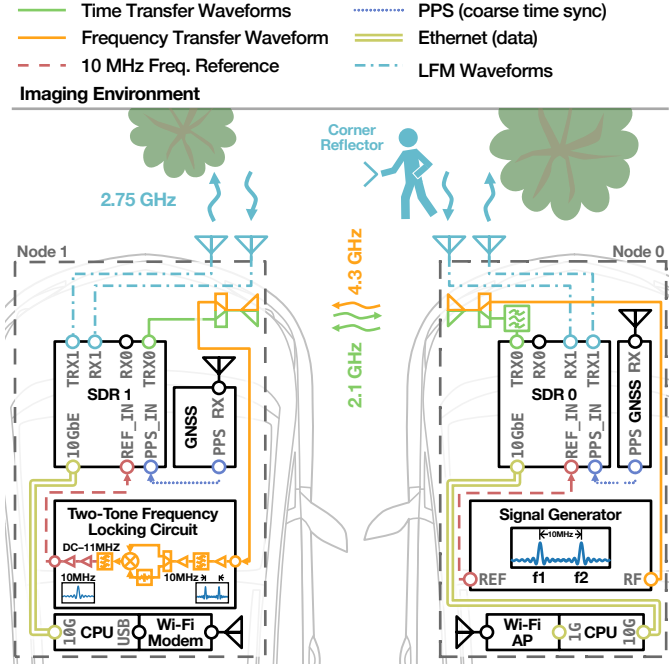 Time Transfer Waveforms
Frequency Transfer Waveform
10 MHz Freq. Reference
PPS (coarse time sync)
Ethernet (data)
LFM Waveforms
Imaging Environment
Corner
Reflector
2.75 GHz
4.3 GHz
2.1 GHz
Node 1
TRX1
RX1
RX0
TRX0
SDR 1
10GbE
REF_IN
PPS_IN
GNSS
RX
PPS
Two-Tone Frequency
Locking Circuit
DC-11MHZ
10MHz
10MHz
10G
CPU
USB
Wi-Fi
Modem
Node 0
TRX0
RX0
RX1
TRX1
SDR 0
10GbE
REF_IN
PPS_IN
GNSS
RX
PPS
Signal Generator
10MHz
f1
f2
REF
RF
Wi-Fi
AP
1G
CPU
10G